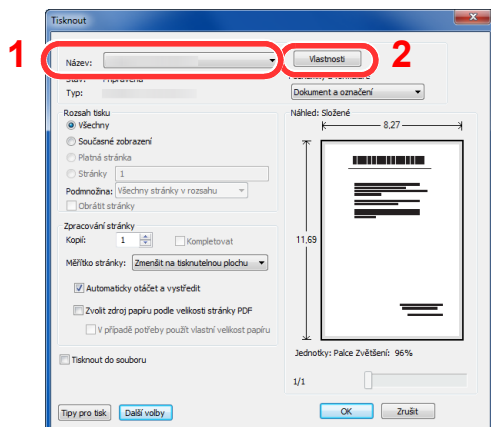 Tisknout
1
2
Název:
Vlastnosti
Typ:
Dokument a označení
Rozsah tisku
Všechny
Současné zobrazení
Platná stránka
Stránky 1
Podmnožina: Všechny stránky v rozsahu
Obrátit stránky
Zpracování stránky
Kopií: 1 Kompletovat
Měřítko stránky: Zmenšit na tisknutelnou plochu
Automaticky otáčet a vystředit
Zvolit zdroj papíru podle velikosti stránky PDF
V případě potřeby použít vlastní velikost papíru
Tisknout do souboru
Náhled: Složené
8,27
11,69
Jednotky: Palce Zvětšení: 96%
1/1
Tipy pro tisk
Další volby
OK
Zrušit